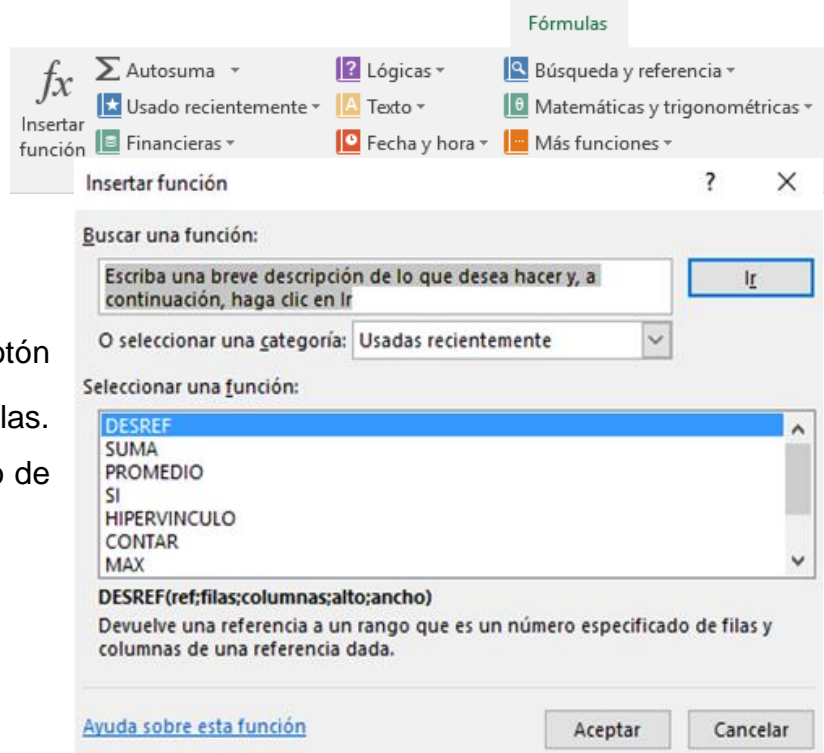 Fórmulas
fx Insertar función
Autosuma
Usado recientemente
Financieras
Lógicas
Texto
Fecha y hora
Búsqueda y referencia
Matemáticas y trigonométricas
Más funciones
Insertar función ? X
Buscar una función:
Escriba una breve descripción de lo que desea hacer y, a
continuación, haga clic en Ir
Ir
O seleccionar una categoría: Usadas recientemente
Seleccionar una función:
DESREF
SUMA
PROMEDIO
SI
HIPERVINCULO
CONTAR
MAX
DESREF(ref;filas;columnas;alto;ancho)
Devuelve una referencia a un rango que es un número especificado de filas y
columnas de una referencia dada.
Ayuda sobre esta función
Aceptar
Cancelar
las.
de